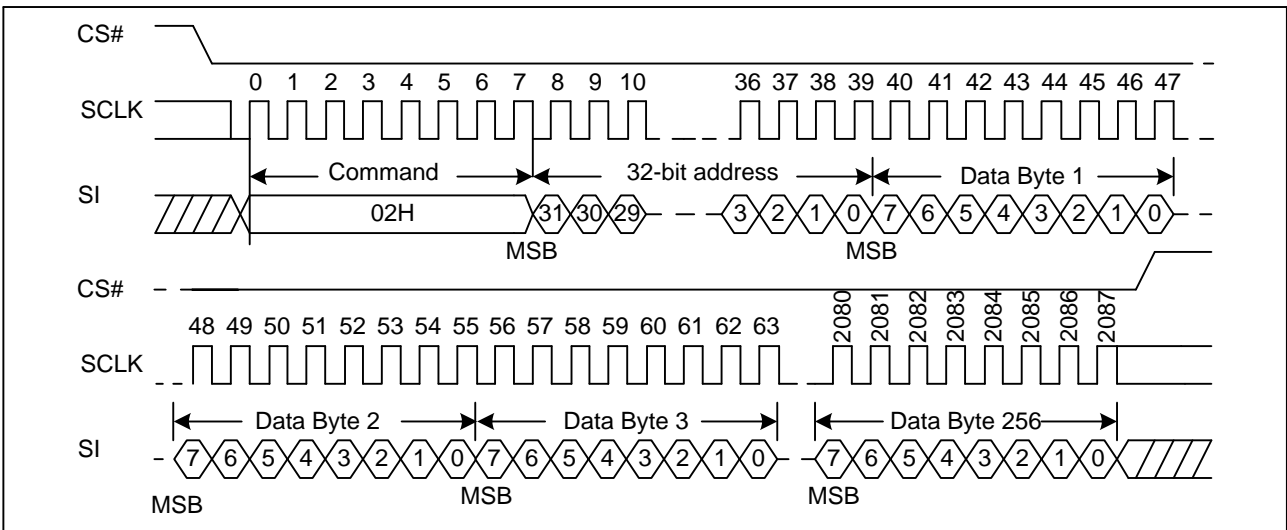 CS#
0 1 2 3 4 5 6 7 8 9 10 36 37 38 39 40 41 42 43 44 45 46 47
SCLK
Command 32-bit address Data Byte 1
SI
02H 31 30 29 3 2 1 0 7 6 5 4 3 2 1 0
MSB MSB
CS#
48 49 50 51 52 53 54 55 56 57 58 59 60 61 62 63 2080 2081 2082 2083 2084 2085 2086 2087
SCLK
Data Byte 2 Data Byte 3 Data Byte 256
SI
7 6 5 4 3 2 1 0 7 6 5 4 3 2 1 0 7 6 5 4 3 2 1 0
MSB MSB MSB